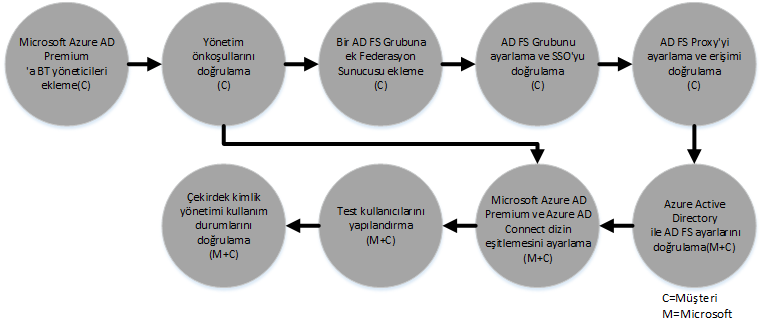 Microsoft Azure AD
Premium
'a BT yöneticileri
ekleme(C)
Yönetim
önkoşullarını
doğrulama
(C)
Bir AD FS Grubuna
ek Federasyon
Sunucusu ekleme
(C)
AD FS Grubunu
ayarlama ve SSO'yu
doğrulama
(C)
AD FS Proxy'yi
ayarlama ve erişimi
doğrulama
(C)
Çekirdek kimlik
yönetimi kullanım
durumlarını
doğrulama
(M+C)
Test kullanıcılarını
yapılandırma
(M+C)
Microsoft Azure AD
Premium ve Azure AD
Connect dizin
eşitlemesini ayarlama
(M+C)
Azure Active
Directory
ile AD FS ayarlarını
doğrulama(M+C)
C=Müşteri
M=Microsoft